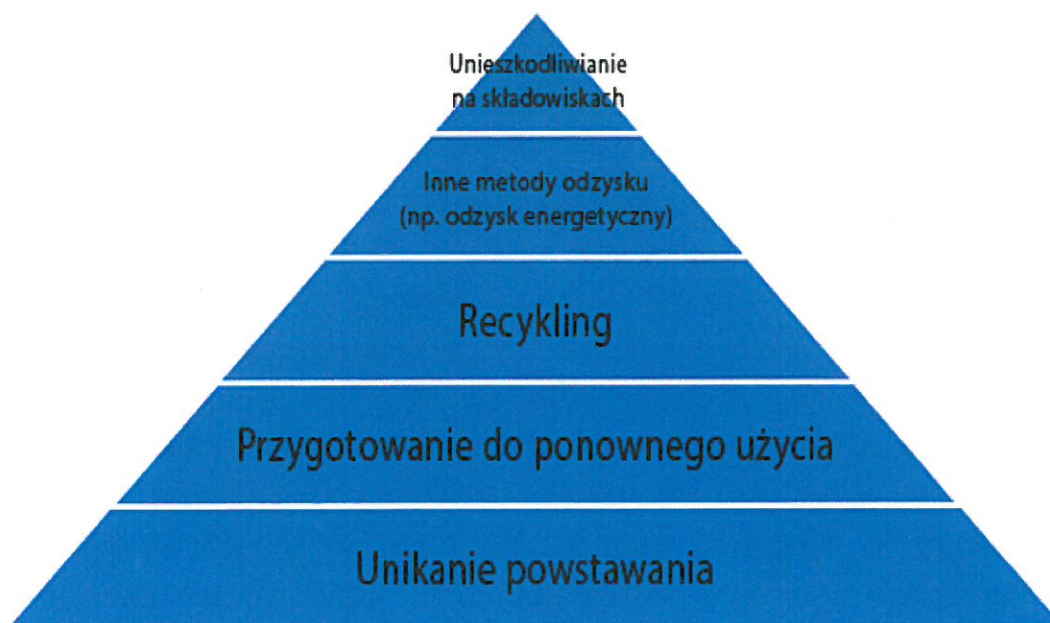 Unieszkodliwianie
na składowiskach
Inne metody odzysku
(np. odzysk energetyczny)
Recykling
Przygotowanie do ponownego użycia
Unikanie powstawania